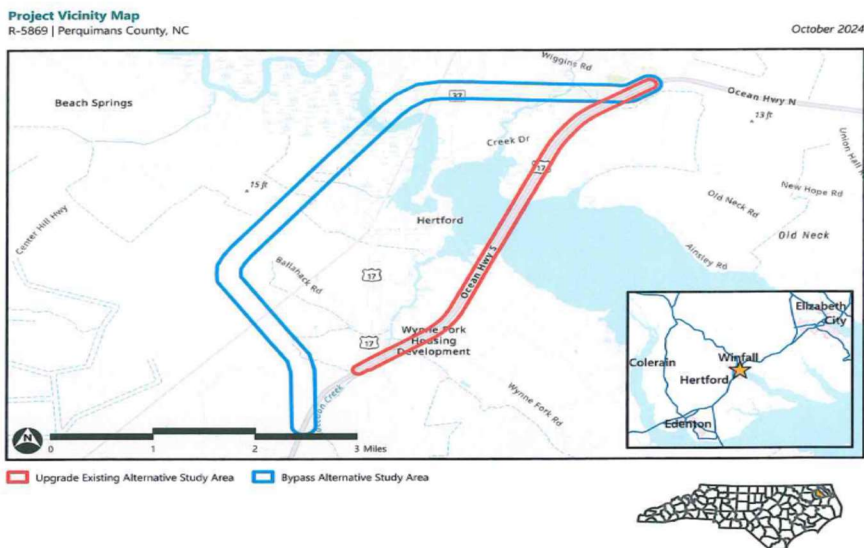 Project Vicinity Map
R-5869 | Perquimans County, NC
October 2024
Wiggins Rd
Beach Springs
37
Ocean Hwy N
13 ft
Creek Dr
Union Hall R
17
15 ft
New Hope Rd
Old Neck Rd
Center Hill Hwy
Hertford
Old Neck
Ainsley Rd
Ballahack Rd
17
Ocean Hwy S
Elizabeth
City
17
Wynne Fork
Housing
Development
Winfall
Colerain
Hertford
Creek
Wynne Fork Rd
Edenton
N
0 1 2 3 Miles
Upgrade Existing Alternative Study Area
Bypass Alternative Study Area